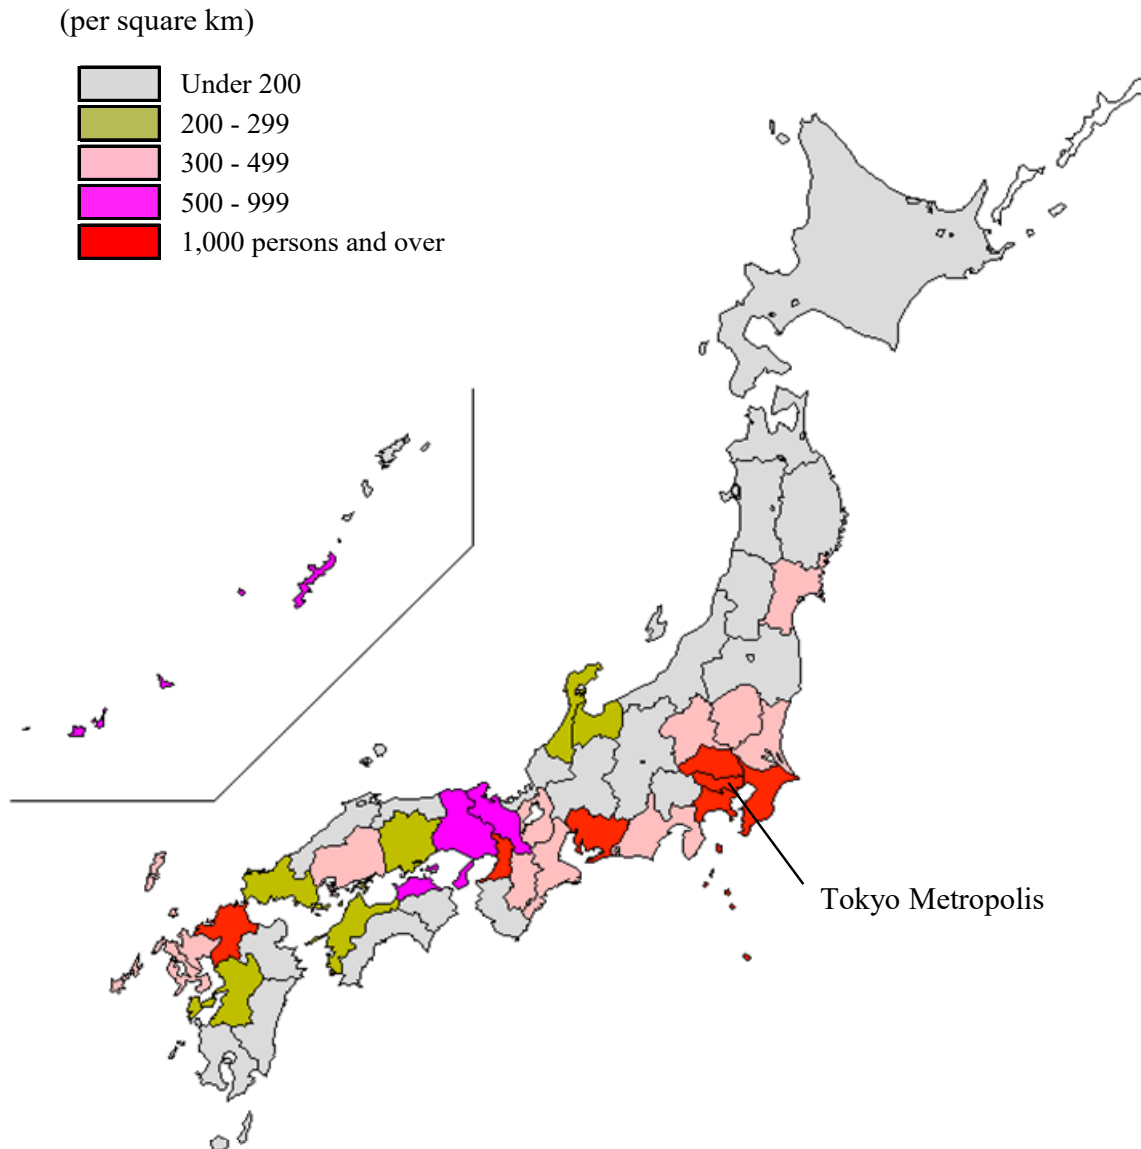 (per square km)
Under 200
200 - 299
300 - 499
500 - 999
1,000 persons and over
Tokyo Metropolis